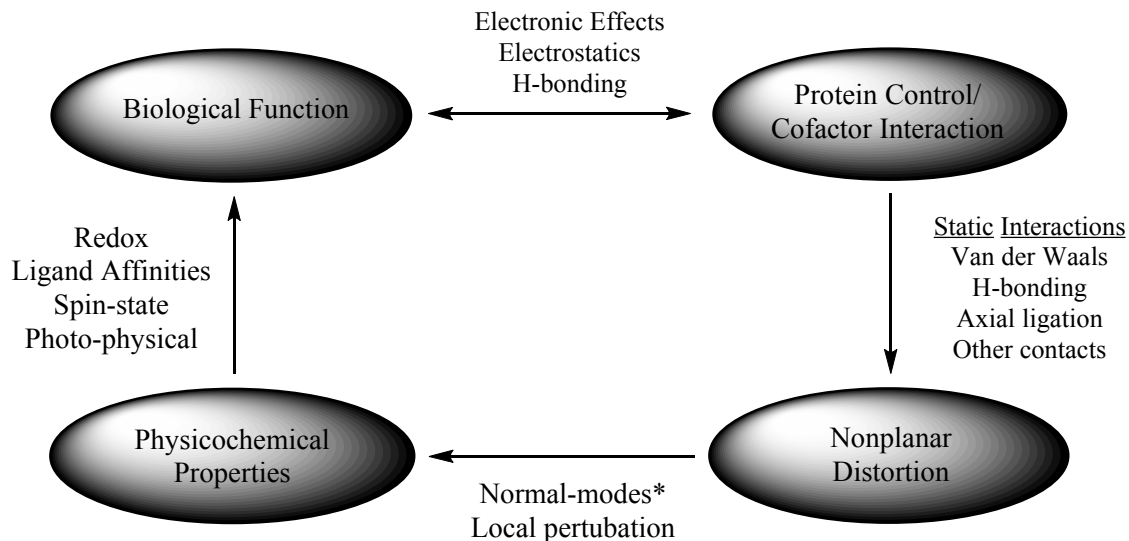 Electronic Effects
Electrostatics
H-bonding
Biological Function
Protein Control/
Cofactor Interaction
Redox
Ligand Affinities
Spin-state
Photo-physical
Static Interactions
Van der Waals
H-bonding
Axial ligation
Other contacts
Physicochemical
Properties
Nonplanar
Distortion
Normal-modes*
Local pertubation